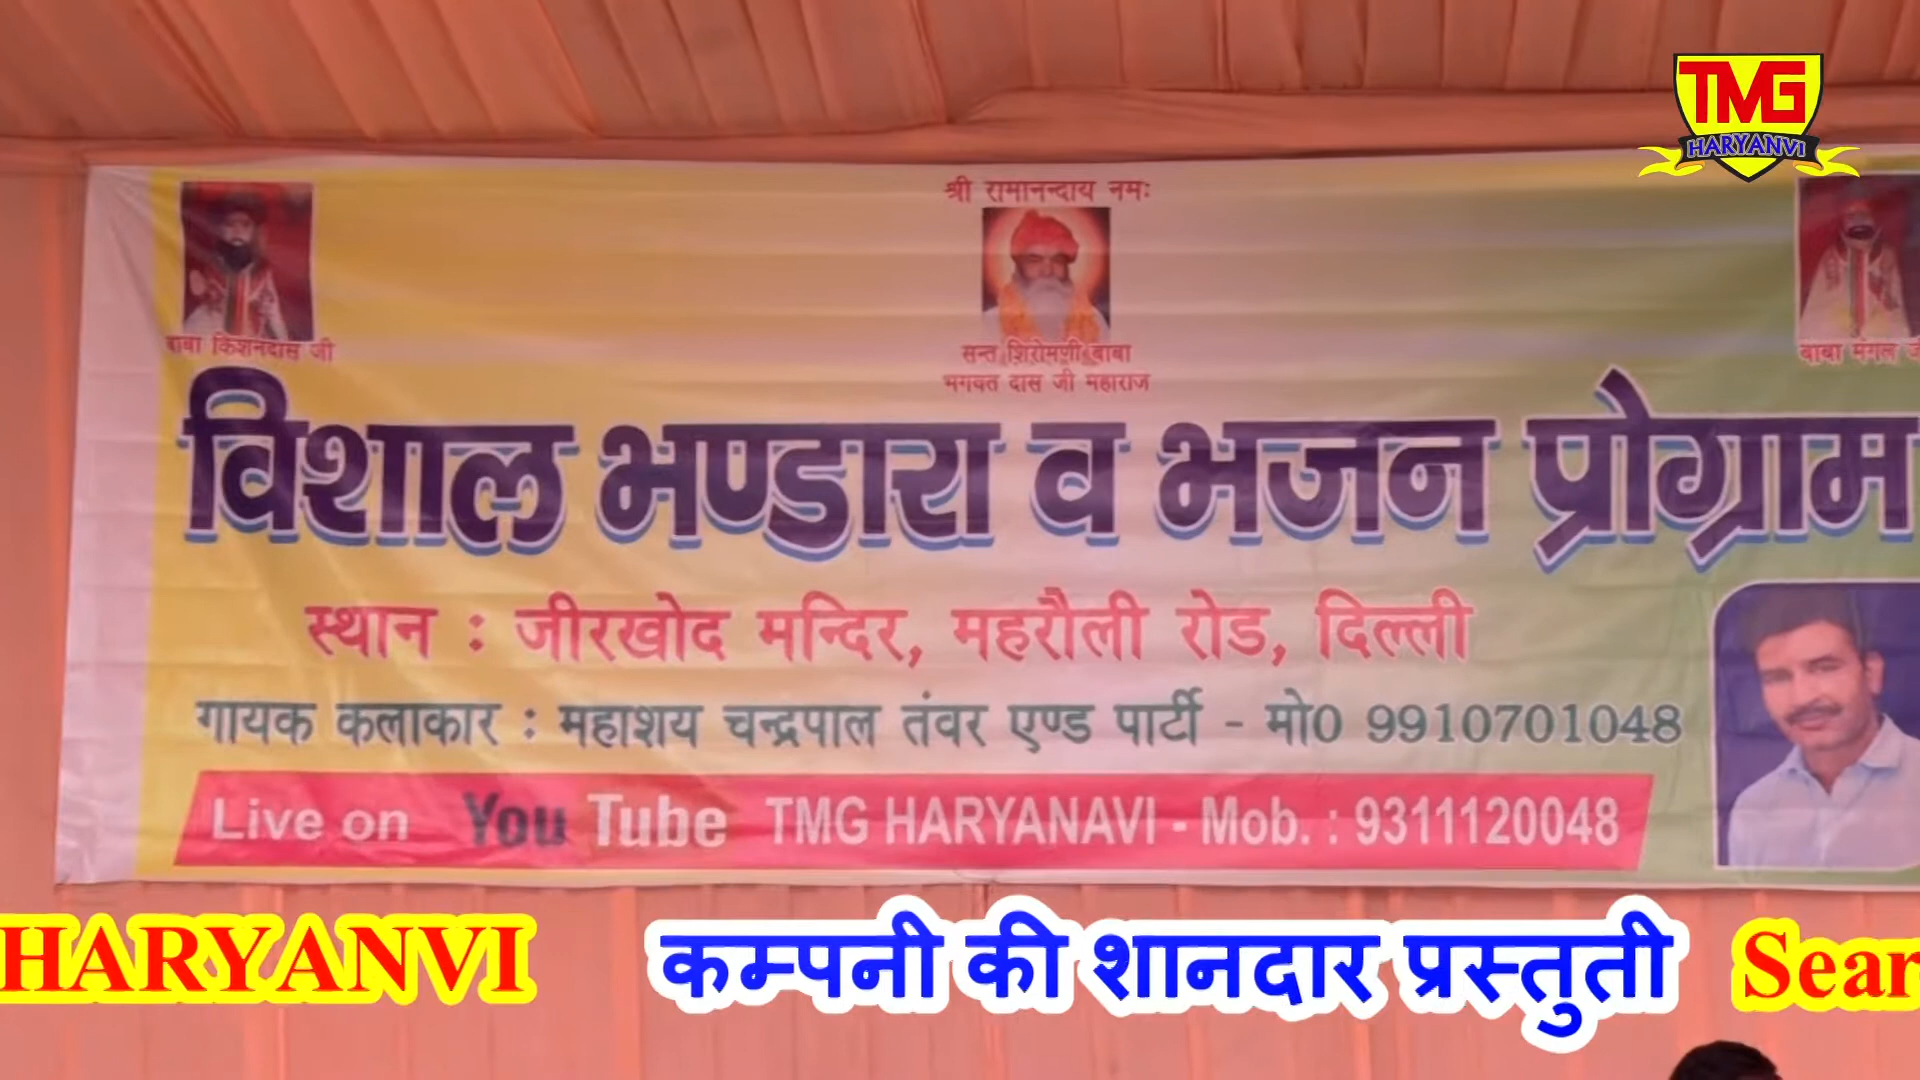 TMG
HARYANVI
श्री रामानन्दाय नमः
बाबा किशनदास जी
सन्त शिरोमणी बाबा
भगवत दास जी महाराज
बाबा मंगल
विशाल भण्डारा व भजन प्रोग्राम
स्थान : जीरखोद मन्दिर, महरौली रोड, दिल्ली
गायक कलाकार : महाशय चन्द्रपाल तंवर एण्ड पार्टी - मो0 9910701048
Live on YouTube TMG HARYANAVI - Mob. : 9311120048
HARYANVI कम्पनी की शानदार प्रस्तुती Sear